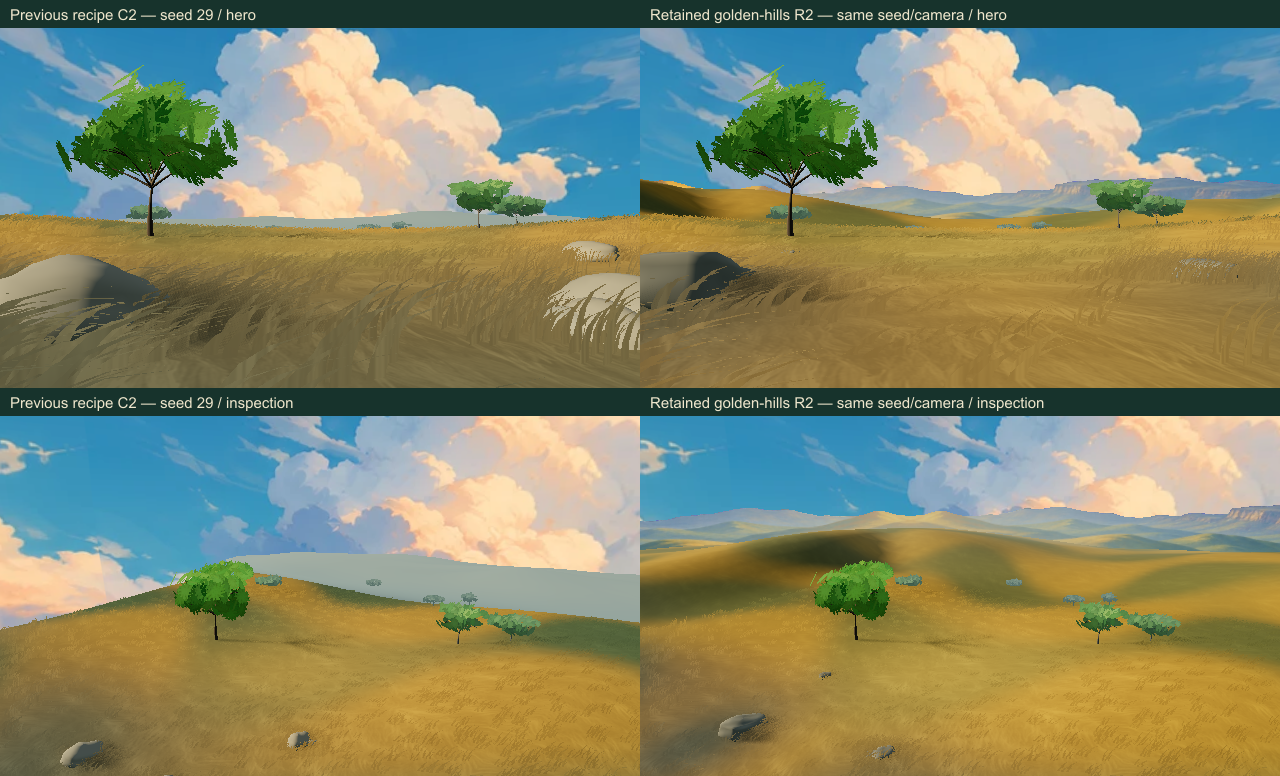 Previous recipe C2 — seed 29 / hero
Retained golden-hills R2 — same seed/camera / hero
Previous recipe C2 — seed 29 / inspection
Retained golden-hills R2 — same seed/camera / inspection